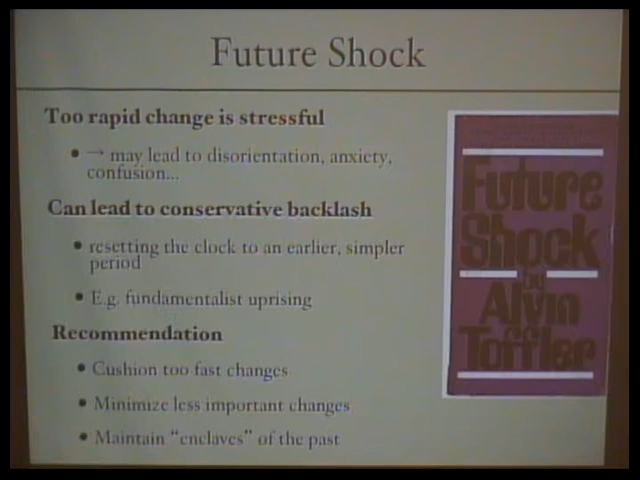 Future Shock
Too rapid change is stressful
• → may lead to disorientation, anxiety,
confusion...
Can lead to conservative backlash
• resetting the clock to an earlier, simpler
period
• E.g. fundamentalist uprising
Recommendation
• Cushion too fast changes
• Minimize less important changes
• Maintain "enclaves" of the past
Future
Shock
by
Alvin
Toffler